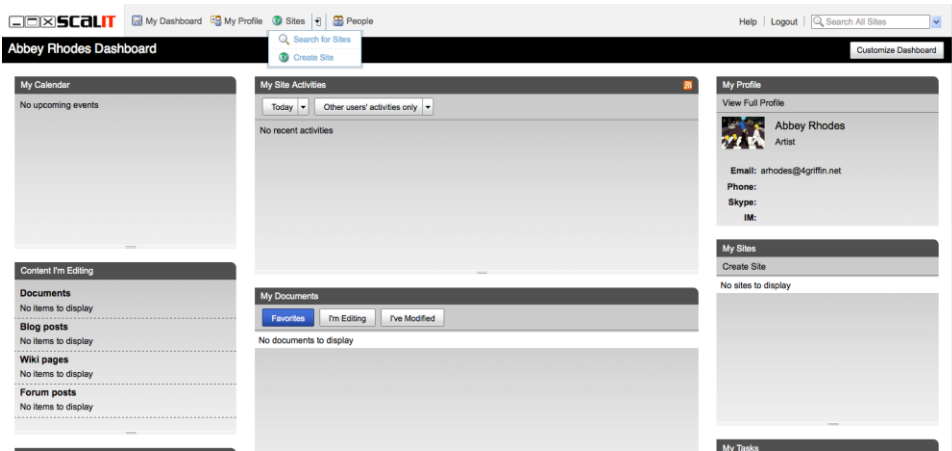 SCALIT My Dashboard My Profile Sites People Help Logout Search All Sites
Search for Sites
Create Site
Abbey Rhodes Dashboard Customize Dashboard
My Calendar
No upcoming events
Content I'm Editing
Documents
No items to display
Blog posts
No items to display
Wiki pages
No items to display
Forum posts
No items to display
My Site Activities
Today Other users' activities only
No recent activities
My Documents
Favorites I'm Editing I've Modified
No documents to display
My Profile
View Full Profile
Abbey Rhodes
Artist
Email: arhodes@4griffin.net
Phone:
Skype:
IM:
My Sites
Create Site
No sites to display
My Tasks